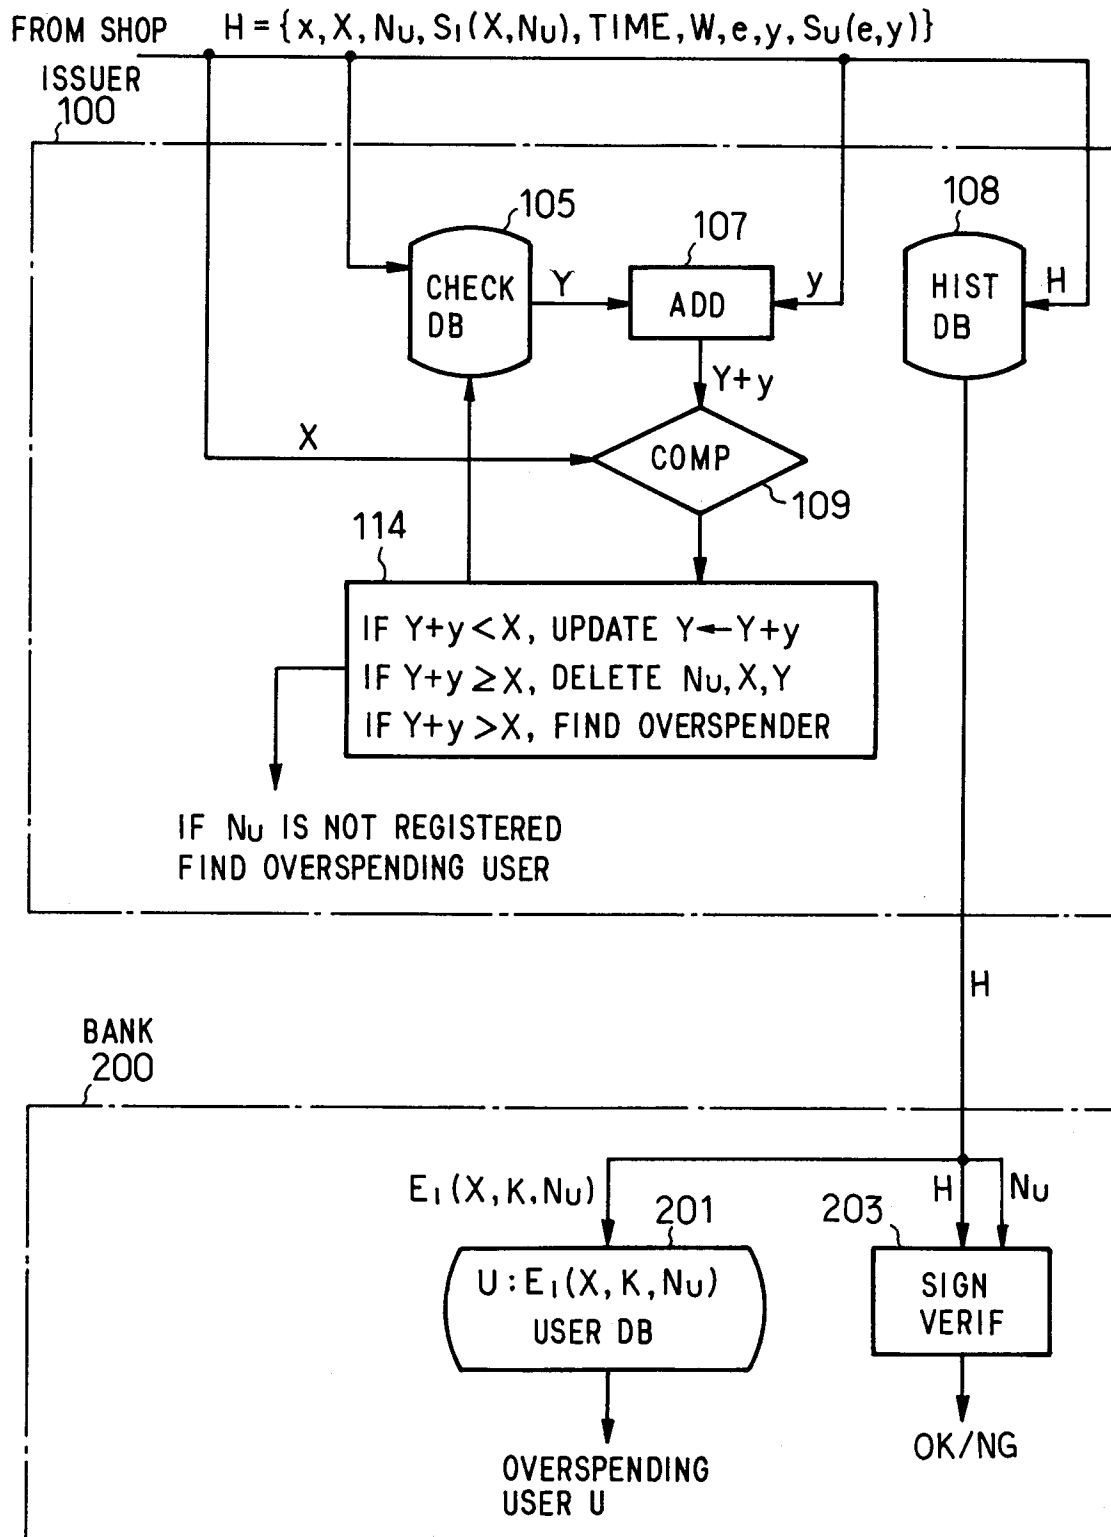 FROM SHOP H = {x, X, Nu, SI(X, Nu), TIME, W, e, y, Su(e, y)}
ISSUER
100
105
107
108
CHECK
DB
Y
ADD
y
HIST
DB
H
Y+y
X
COMP
109
114
IF Y+y < X, UPDATE Y←Y+y
IF Y+y ≥ X, DELETE Nu, X, Y
IF Y+y > X, FIND OVERSPENDER
IF Nu IS NOT REGISTERED
FIND OVERSPENDING USER
H
BANK
200
EI(X, K, Nu)
H
Nu
201
203
U : EI(X, K, Nu)
USER DB
SIGN
VERIF
OVERSPENDING
USER U
OK/NG